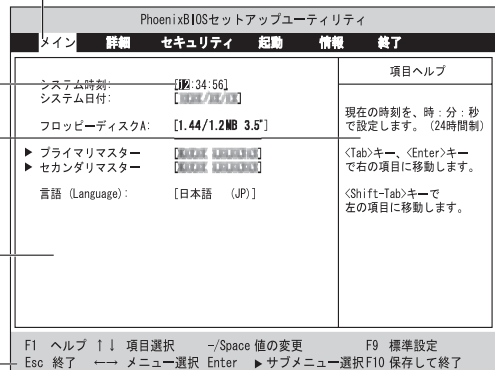 PhoenixBIOSセットアップユーティリティ
メイン 詳細 セキュリティ 起動 情報 終了
項目ヘルプ
システム時刻: [12:34:56]
システム日付:
フロッピーディスクA: [1.44/1.2MB 3.5"]
▶ プライマリマスター
▶ セカンダリマスター
言語 (Language): [日本語 (JP)]
現在の時刻を、時:分:秒
で設定します。(24時間制)
<Tab>キー、<Enter>キー
で右の項目に移動します。
<Shift-Tab>キーで
左の項目に移動します。
F1 ヘルプ ↑↓ 項目選択 -/Space 値の変更 F9 標準設定
Esc 終了 ←→ メニュー選択 Enter ▶サブメニュー選択 F10 保存して終了